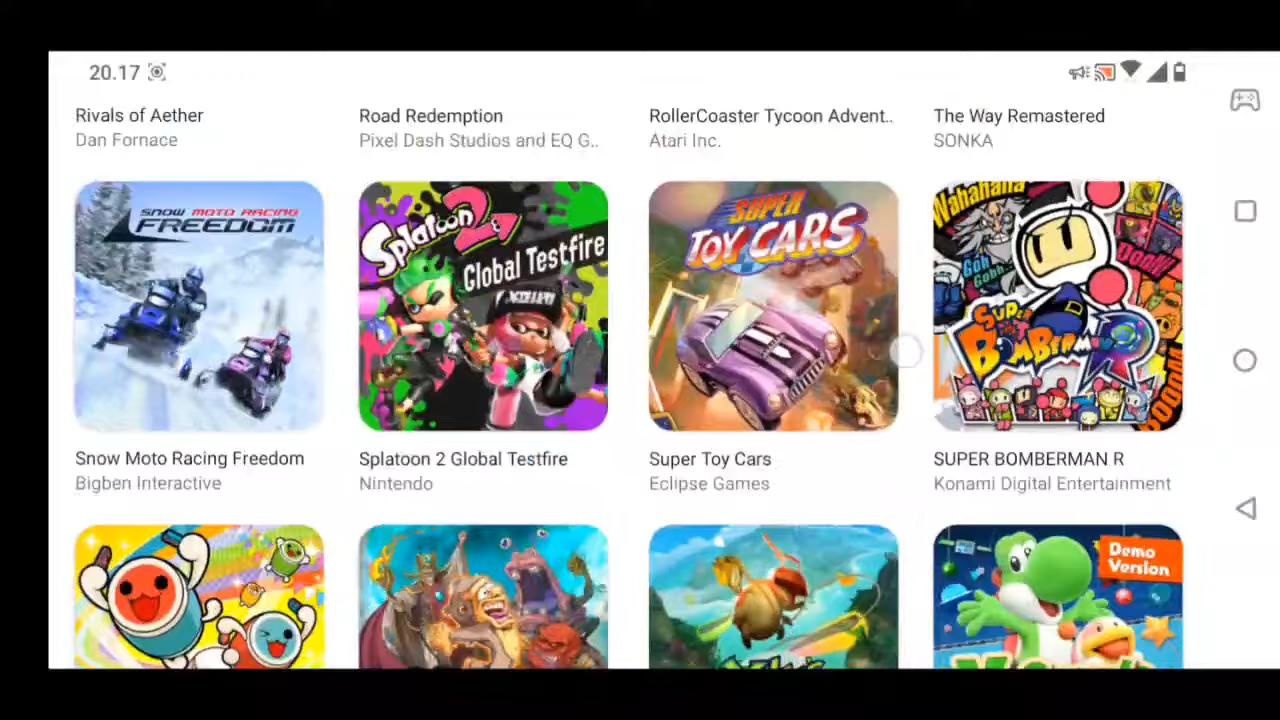 20.17
Rivals of Aether
Road Redemption
RollerCoaster Tycoon Advent..
The Way Remastered
Dan Fornace
Pixel Dash Studios and EQ G..
Atari Inc.
SONKA
SNOW MOTO RACING
FREEDOM
Splatoon 2
Global Testfire
SUPER
TOY CARS
Wahahaha
Goh
Gobb
SUPER
BOMBERMAN R
Snow Moto Racing Freedom
Splatoon 2 Global Testfire
Super Toy Cars
SUPER BOMBERMAN R
Bigben Interactive
Nintendo
Eclipse Games
Konami Digital Entertainment
Demo
Version